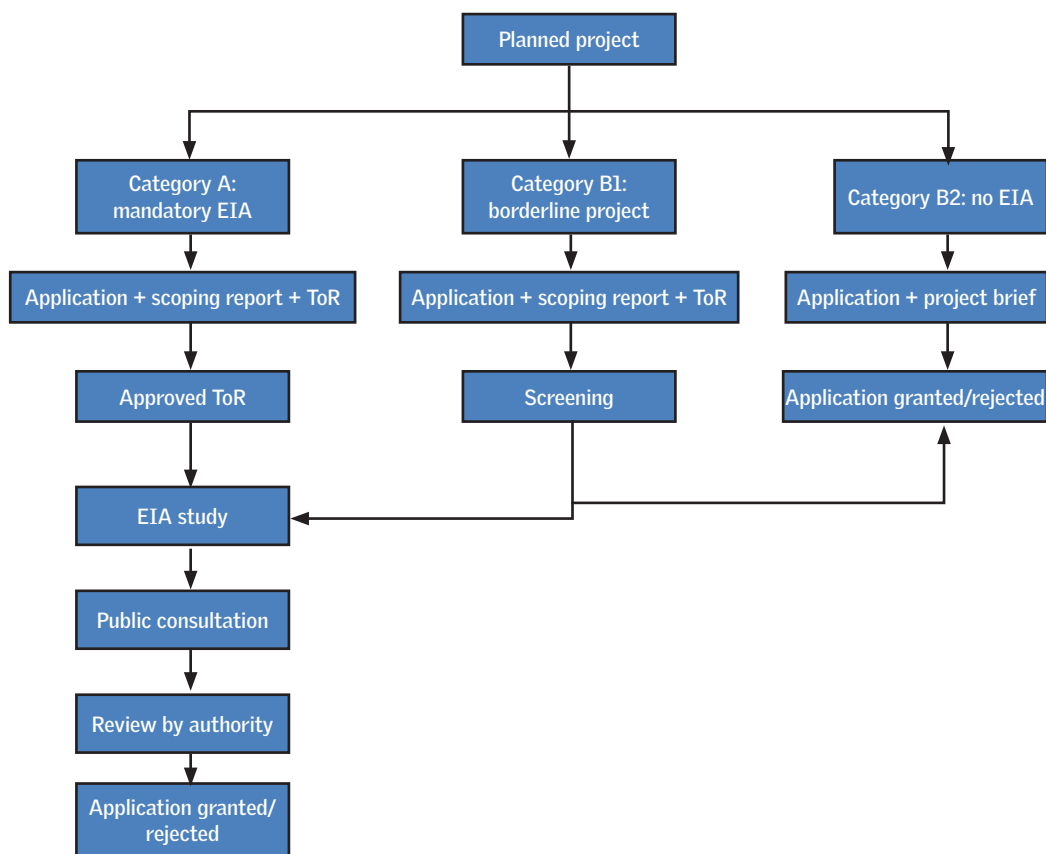 Planned project
Category A:
mandatory EIA
Category B1:
borderline project
Category B2: no EIA
Application + scoping report + ToR
Application + scoping report + ToR
Application + project brief
Approved ToR
Screening
Application granted/rejected
EIA study
Public consultation
Review by authority
Application granted/
rejected